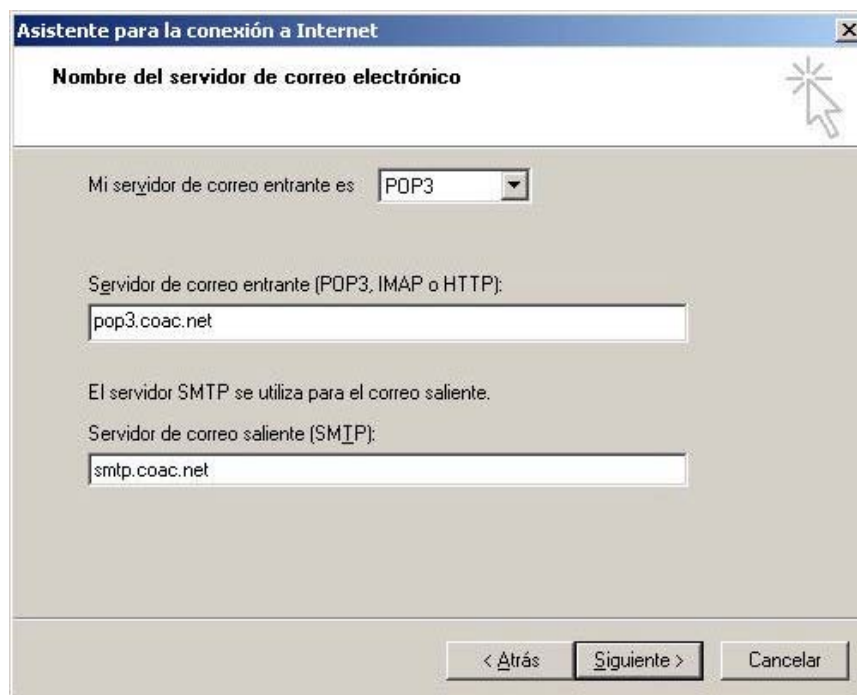 Asistente para la conexión a Internet
Nombre del servidor de correo electrónico
Mi servidor de correo entrante es POP3
Servidor de correo entrante (POP3, IMAP o HTTP):
pop3.coac.net
El servidor SMTP se utiliza para el correo saliente.
Servidor de correo saliente (SMTP):
smtp.coac.net
< Atrás Siguiente > Cancelar